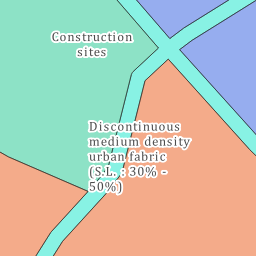 Construction
sites
Discontinuous
medium density
urban fabric
(S.L. : 30% -
50%)